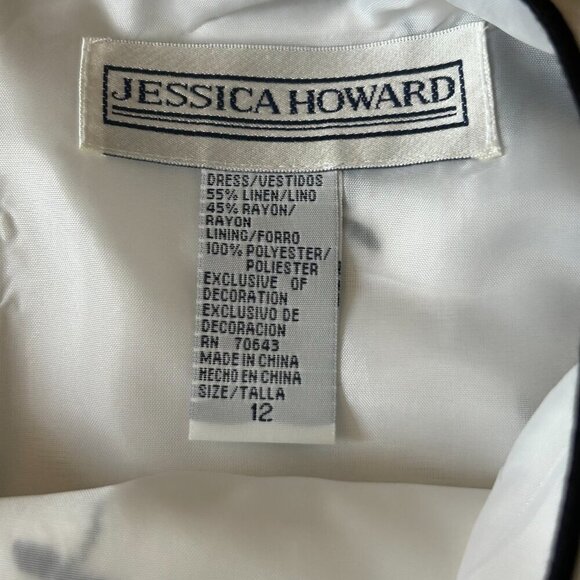 JESSICA HOWARD
DRESS/VESTIDOS
55% LINEN/LINO
45% RAYON/
RAYON
LINING/FORRO
100% POLYESTER/
POLIESTER
EXCLUSIVE OF
DECORATION
EXCLUSIVO DE
DECORACION
RN 70643
MADE IN CHINA
HECHO EN CHINA
SIZE/TALLA
12